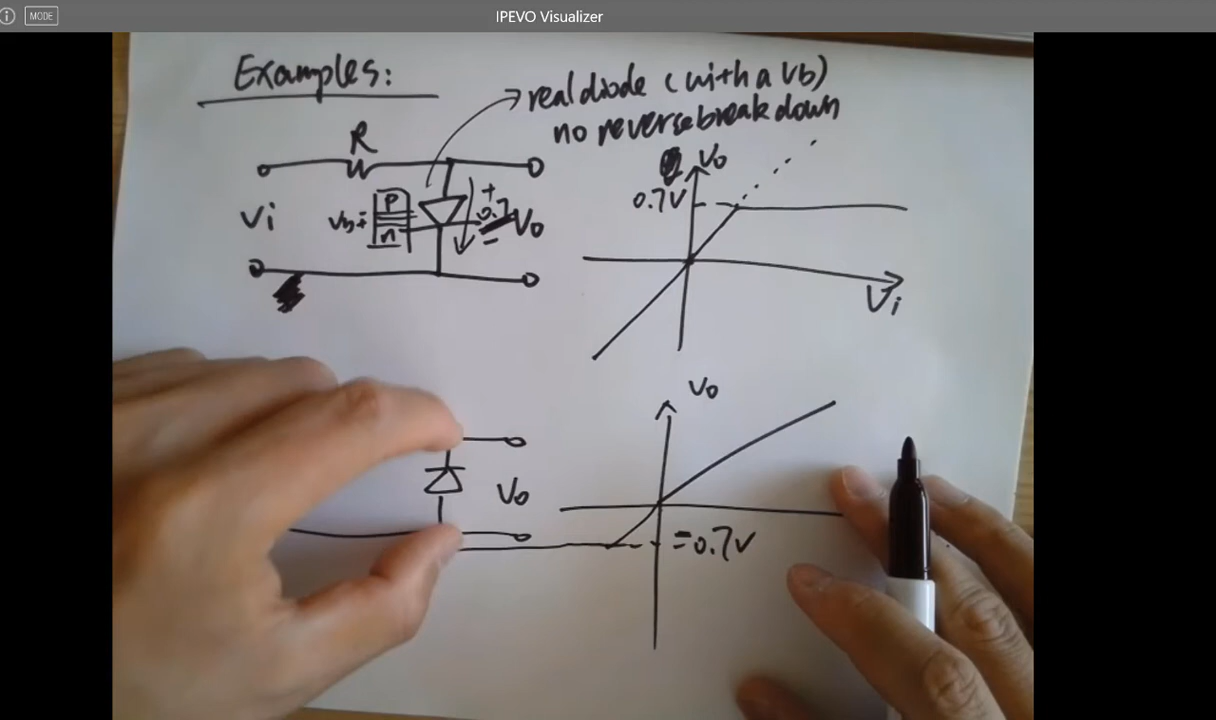 IPEVO Visualizer
MODE
Examples:
real diode (with a Vb)
no reverse break down
R
Vo
0.7V
P
+
Vi
Vb
n
0.7
-
Vo
Vi
Vo
Vo
-0.7V